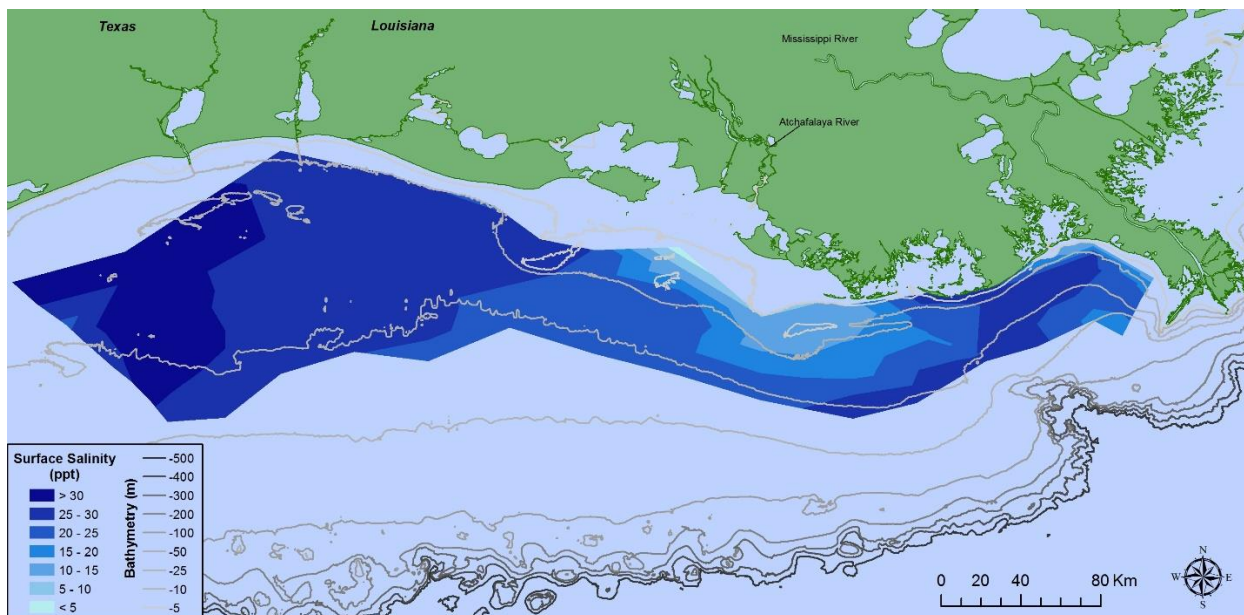 Texas
Louisiana
Mississippi River
Atchafalaya River
Surface Salinity
(ppt)
> 30
25 - 30
20 - 25
15 - 20
10 - 15
5 - 10
< 5
Bathymetry (m)
-500
-400
-300
-200
-100
-50
-25
-10
-5
0 20 40 80 Km
N
W E
S